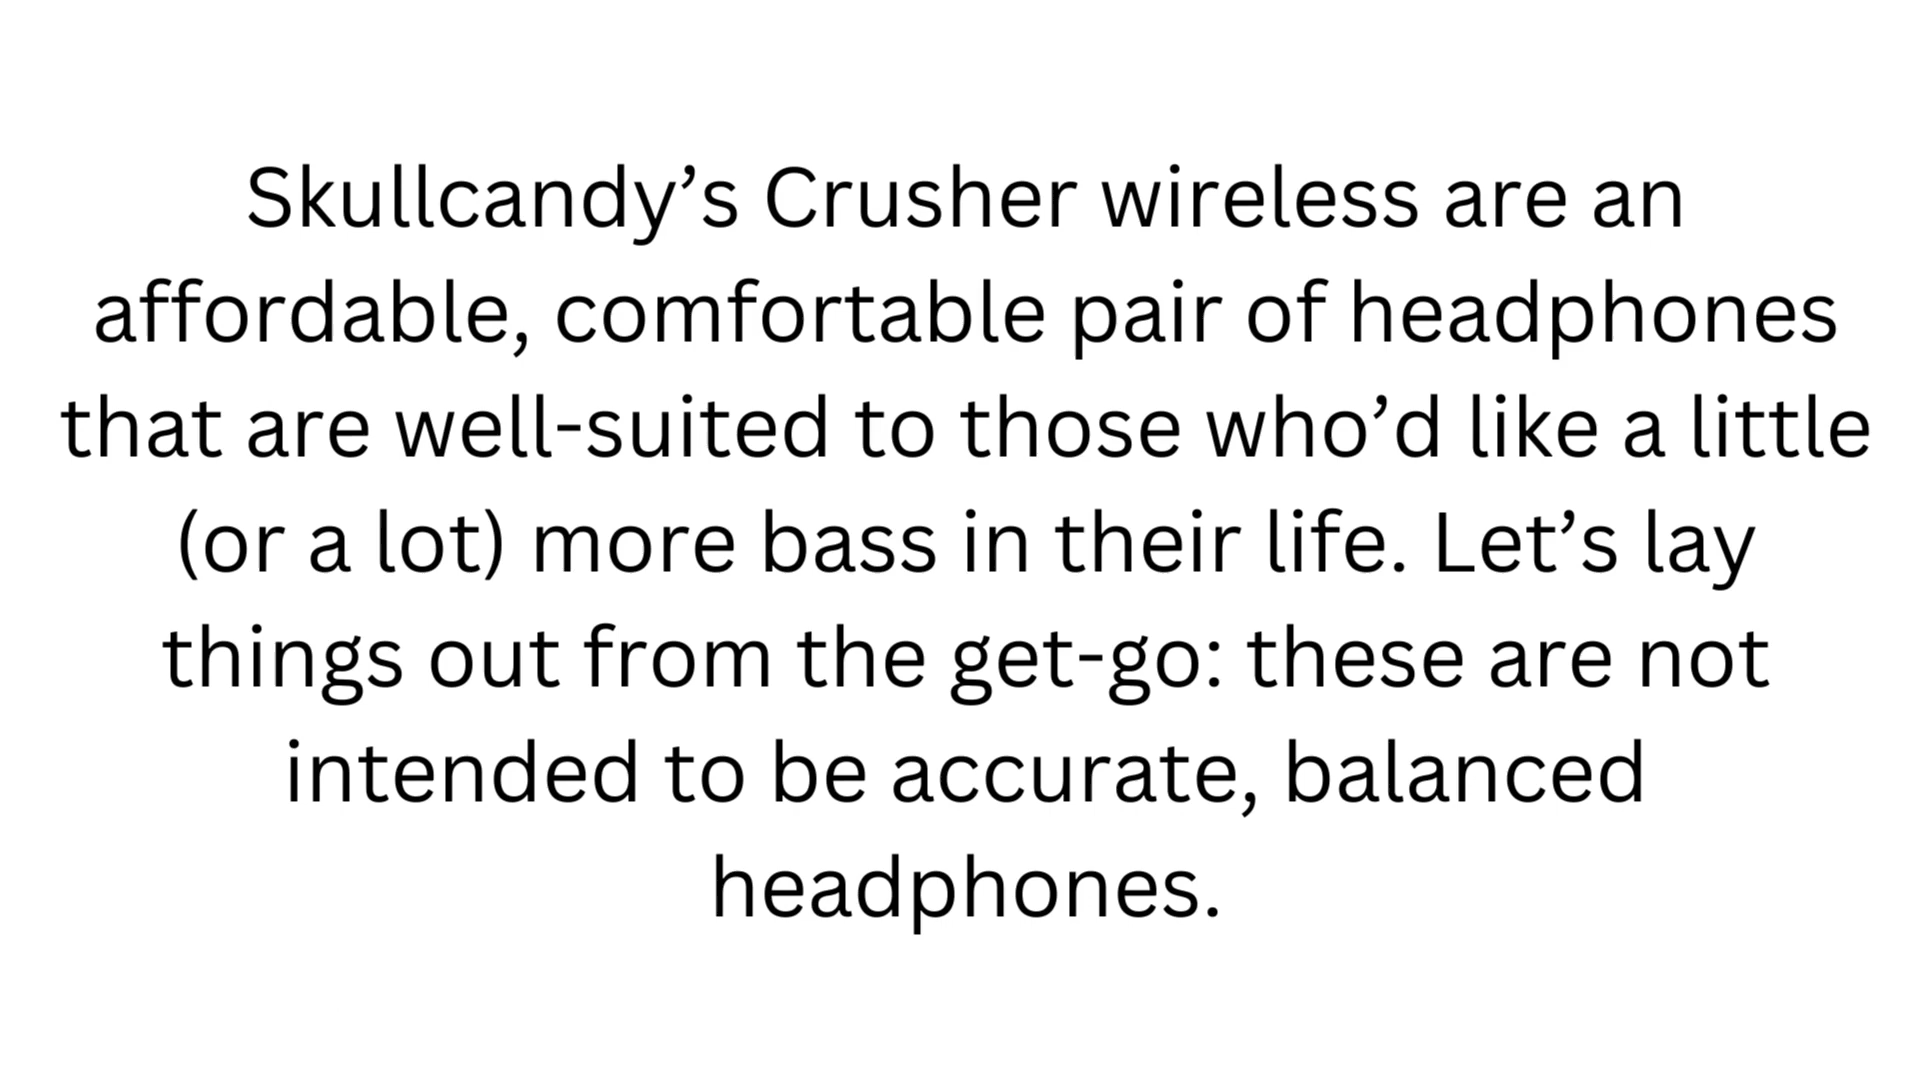 Skullcandy’s Crusher wireless are an
affordable, comfortable pair of headphones
that are well-suited to those who’d like a little
(or a lot) more bass in their life. Let’s lay
things out from the get-go: these are not
intended to be accurate, balanced
headphones.